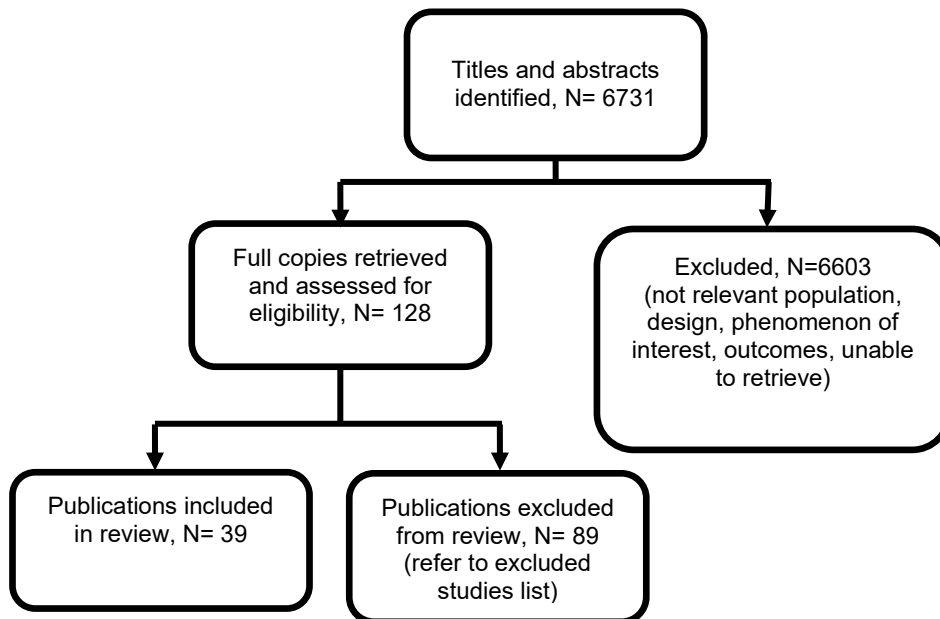 Titles and abstracts
identified, N= 6731
Full copies retrieved
and assessed for
eligibility, N= 128
Excluded, N=6603
(not relevant population,
design, phenomenon of
interest, outcomes, unable
to retrieve)
Publications included
in review, N= 39
Publications excluded
from review, N= 89
(refer to excluded
studies list)